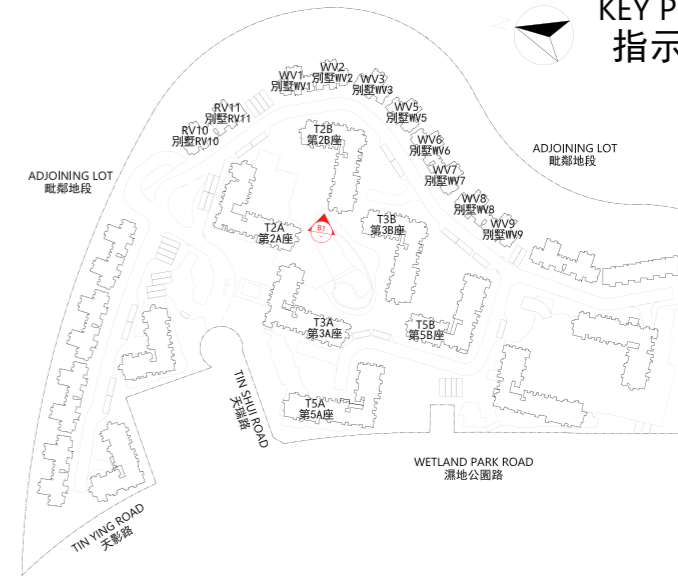 KEY P
指示
WV1
別墅WV1
WV2
別墅WV2
WV3
別墅WV3
WV5
別墅WV5
WV6
別墅WV6
WV7
別墅WV7
WV8
別墅WV8
WV9
別墅WV9
RV11
別墅RV11
RV10
別墅RV10
ADJOINING LOT
毗鄰地段
ADJOINING LOT
毗鄰地段
T2B
第2B座
T2A
第2A座
B1
T3B
第3B座
T3A
第3A座
T5B
第5B座
T5A
第5A座
TIN SHUI ROAD
天瑞路
WETLAND PARK ROAD
濕地公園路
TIN YING ROAD
天影路